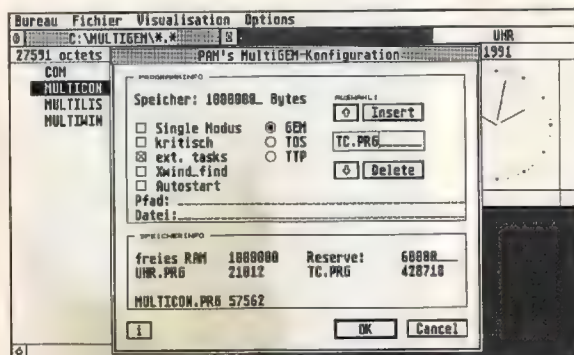 Bureau Fichier Visualisation Options
C:\MULTIGEM\*.*
UHR
27591 octets
PAM's MultiGEM-Konfiguration
1991
COM
MULTICON
MULTILIS
MULTIWIN
PROGRAMMINFO
Speicher: 1000000_ Bytes
AUSWAHL:
Insert
Single Modus
GEM
kritisch
TOS
TC.PRG
ext. tasks
TTP
Xwind_find
Delete
Autostart
Pfad:
Datei:
SPEICHERINFO
freies RAM 1000000 Reserve: 60000
UHR.PRG 21012 TC.PRG 428718
MULTICON.PRG 57562
i
OK
Cancel